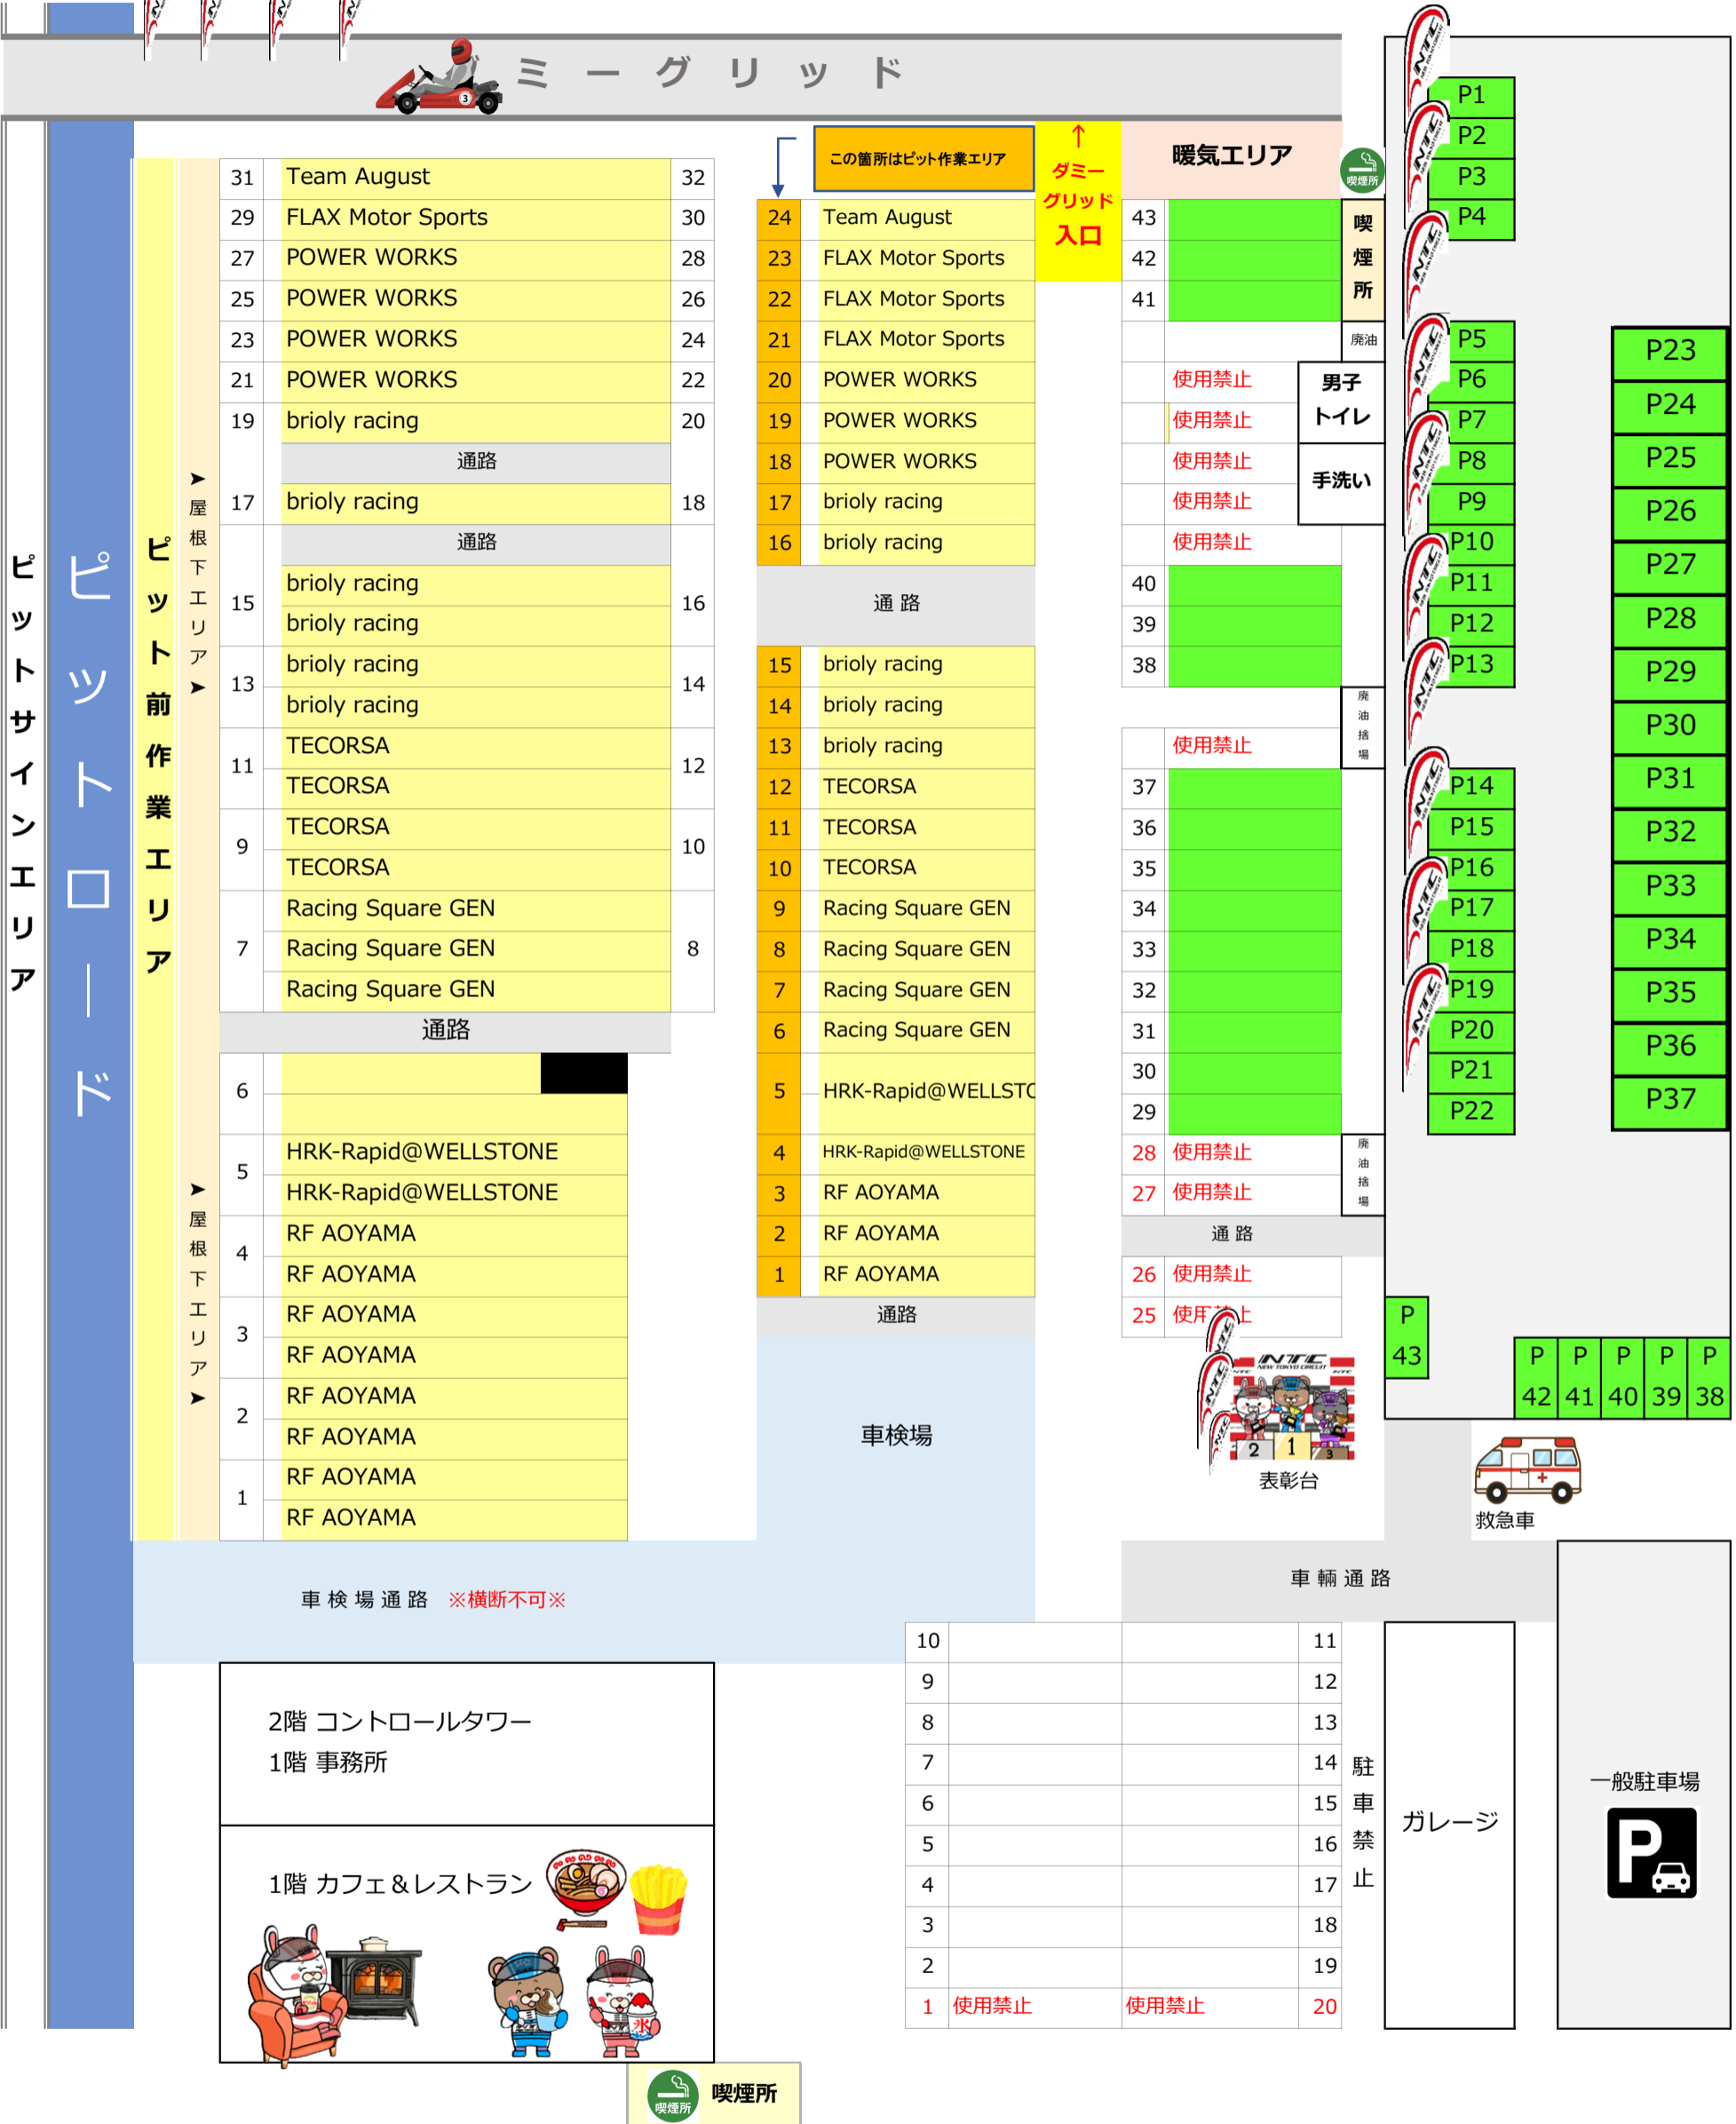 ミーグリッド
ピットサインエリア
ピットロード
ピット前作業エリア
➤屋根下エリア➤
➤屋根下エリア➤
31 Team August 32
29 FLAX Motor Sports 30
27 POWER WORKS 28
25 POWER WORKS 26
23 POWER WORKS 24
21 POWER WORKS 22
19 brioly racing 20
通路
17 brioly racing 18
通路
15 brioly racing 16
brioly racing
13 brioly racing 14
brioly racing
11 TECORSA 12
TECORSA
9 TECORSA 10
TECORSA
Racing Square GEN
7 Racing Square GEN 8
Racing Square GEN
通路
6
5 HRK-Rapid@WELLSTONE
HRK-Rapid@WELLSTONE
4 RF AOYAMA
RF AOYAMA
3 RF AOYAMA
RF AOYAMA
2 RF AOYAMA
RF AOYAMA
1 RF AOYAMA
RF AOYAMA
この箇所はピット作業エリア
24 Team August
23 FLAX Motor Sports
22 FLAX Motor Sports
21 FLAX Motor Sports
20 POWER WORKS
19 POWER WORKS
18 POWER WORKS
17 brioly racing
16 brioly racing
通路
15 brioly racing
14 brioly racing
13 brioly racing
12 TECORSA
11 TECORSA
10 TECORSA
9 Racing Square GEN
8 Racing Square GEN
7 Racing Square GEN
6 Racing Square GEN
5 HRK-Rapid@WELLSTO
4 HRK-Rapid@WELLSTONE
3 RF AOYAMA
2 RF AOYAMA
1 RF AOYAMA
通路
車検場
↑
ダミー
グリッド
入口
暖気エリア
喫煙所
喫煙所
43
42
41
廃油
使用禁止
使用禁止
使用禁止
使用禁止
使用禁止
男子
トイレ
手洗い
40
39
38
廃油捨場
使用禁止
37
36
35
34
33
32
31
30
29
28 使用禁止
27 使用禁止
廃油捨場
通路
26 使用禁止
25 使用禁止
NTC
NEW TOKYO CIRCUIT
2 1 3
表彰台
P1
P2
P3
P4
P5
P6
P7
P8
P9
P10
P11
P12
P13
P14
P15
P16
P17
P18
P19
P20
P21
P22
P23
P24
P25
P26
P27
P28
P29
P30
P31
P32
P33
P34
P35
P36
P37
P 43
P 42
P 41
P 40
P 39
P 38
救急車
車輌通路
車検場通路 ※横断不可※
2階 コントロールタワー
1階 事務所
1階 カフェ＆レストラン
氷
喫煙所 喫煙所
10 11
9 12
8 13
7 14
6 15
5 16
4 17
3 18
2 19
1 使用禁止 使用禁止 20
駐車禁止
ガレージ
一般駐車場
P